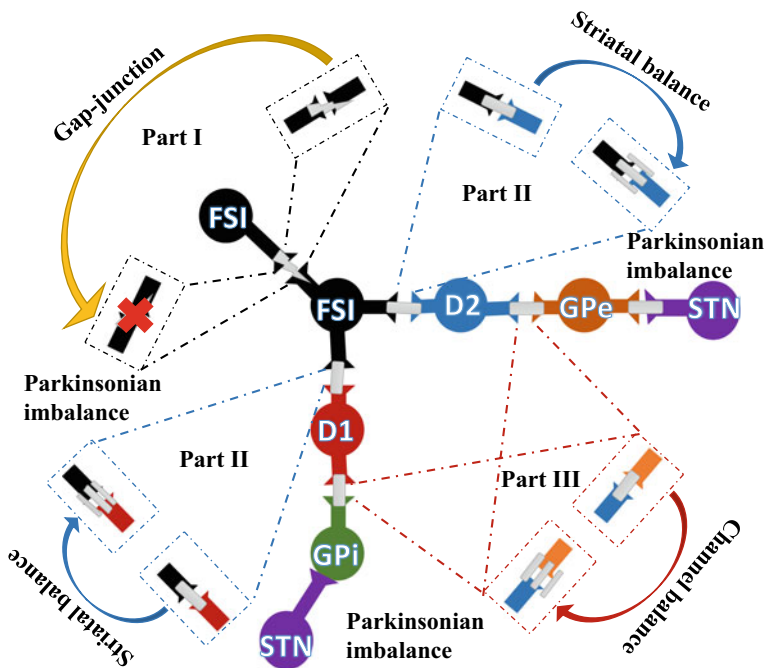 Gap-junction
Striatal balance
Part I
Part II
FSI
Parkinsonian
imbalance
FSI
D2
GPe
STN
Parkinsonian
imbalance
D1
Part II
Part III
Channel balance
GPi
Striatal balance
STN
Parkinsonian
imbalance